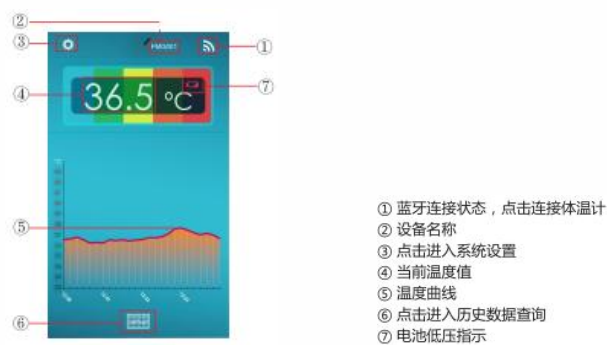 ②
③
①
④
36.5 °C
⑦
⑤
⑥
① 蓝牙连接状态，点击连接体温计
② 设备名称
③ 点击进入系统设置
④ 当前温度值
⑤ 温度曲线
⑥ 点击进入历史数据查询
⑦ 电池低压指示